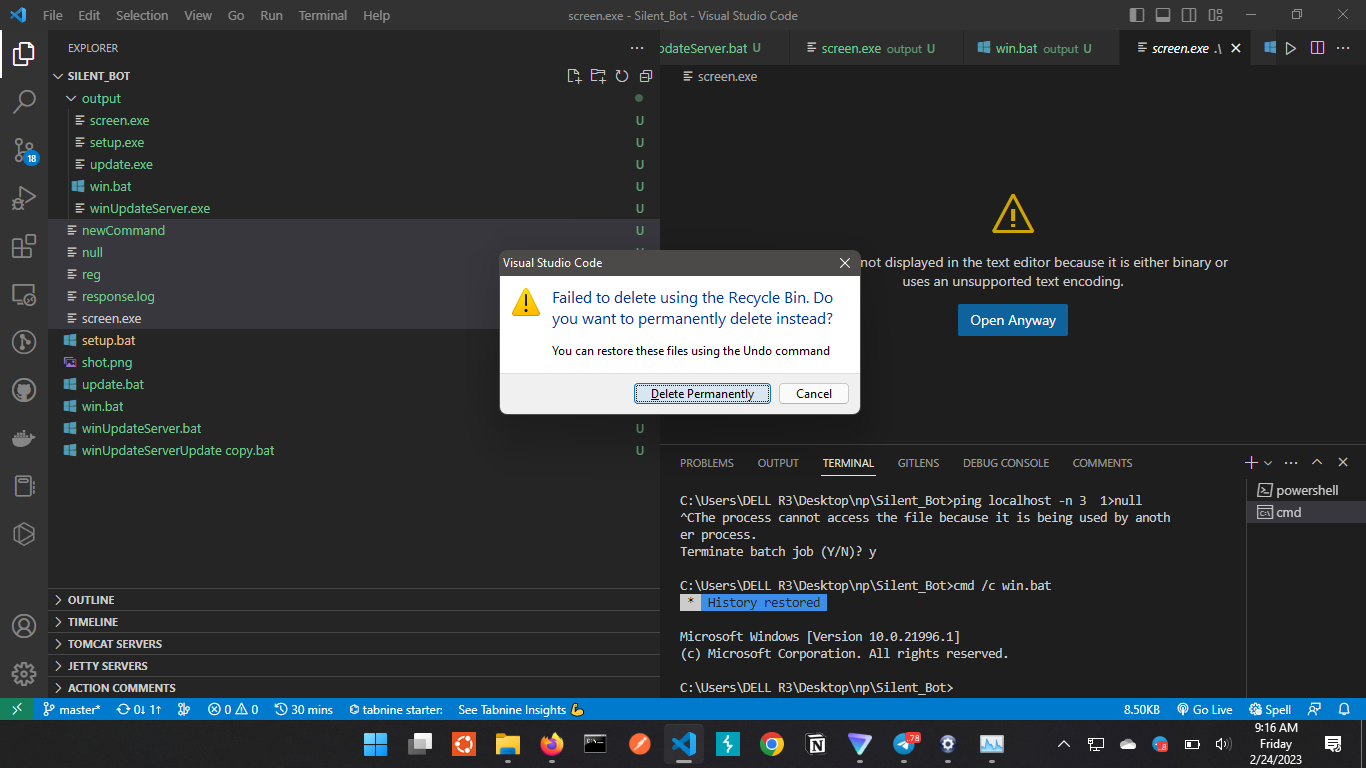 File Edit Selection View Go Run Terminal Help
screen.exe - Silent_Bot - Visual Studio Code
EXPLORER
SILENT_BOT
output
screen.exe U
setup.exe U
update.exe U
win.bat U
winUpdateServer.exe U
newCommand U
null
reg
response.log
screen.exe
setup.bat
shot.png
update.bat
win.bat
winUpdateServer.bat U
winUpdateServerUpdate copy.bat U
OUTLINE
TIMELINE
TOMCAT SERVERS
JETTY SERVERS
ACTION COMMENTS
18
pdateServer.bat U
screen.exe output U
win.bat output U
screen.exe .\
screen.exe
not displayed in the text editor because it is either binary or
uses an unsupported text encoding.
Open Anyway
Visual Studio Code
Failed to delete using the Recycle Bin. Do
you want to permanently delete instead?
You can restore these files using the Undo command
Delete Permanently
Cancel
PROBLEMS OUTPUT TERMINAL GITLENS DEBUG CONSOLE COMMENTS
powershell
cmd
C:\Users\DELL R3\Desktop\np\Silent_Bot>ping localhost -n 3  1>null
^CThe process cannot access the file because it is being used by anoth
er process.
Terminate batch job (Y/N)? y
C:\Users\DELL R3\Desktop\np\Silent_Bot>cmd /c win.bat
* History restored
Microsoft Windows [Version 10.0.21996.1]
(c) Microsoft Corporation. All rights reserved.
C:\Users\DELL R3\Desktop\np\Silent_Bot>
master* 0↓ 1↑ 0 0 30 mins tabnine starter: See Tabnine Insights 8.50KB Go Live Spell
78
9:16 AM
Friday
2/24/2023